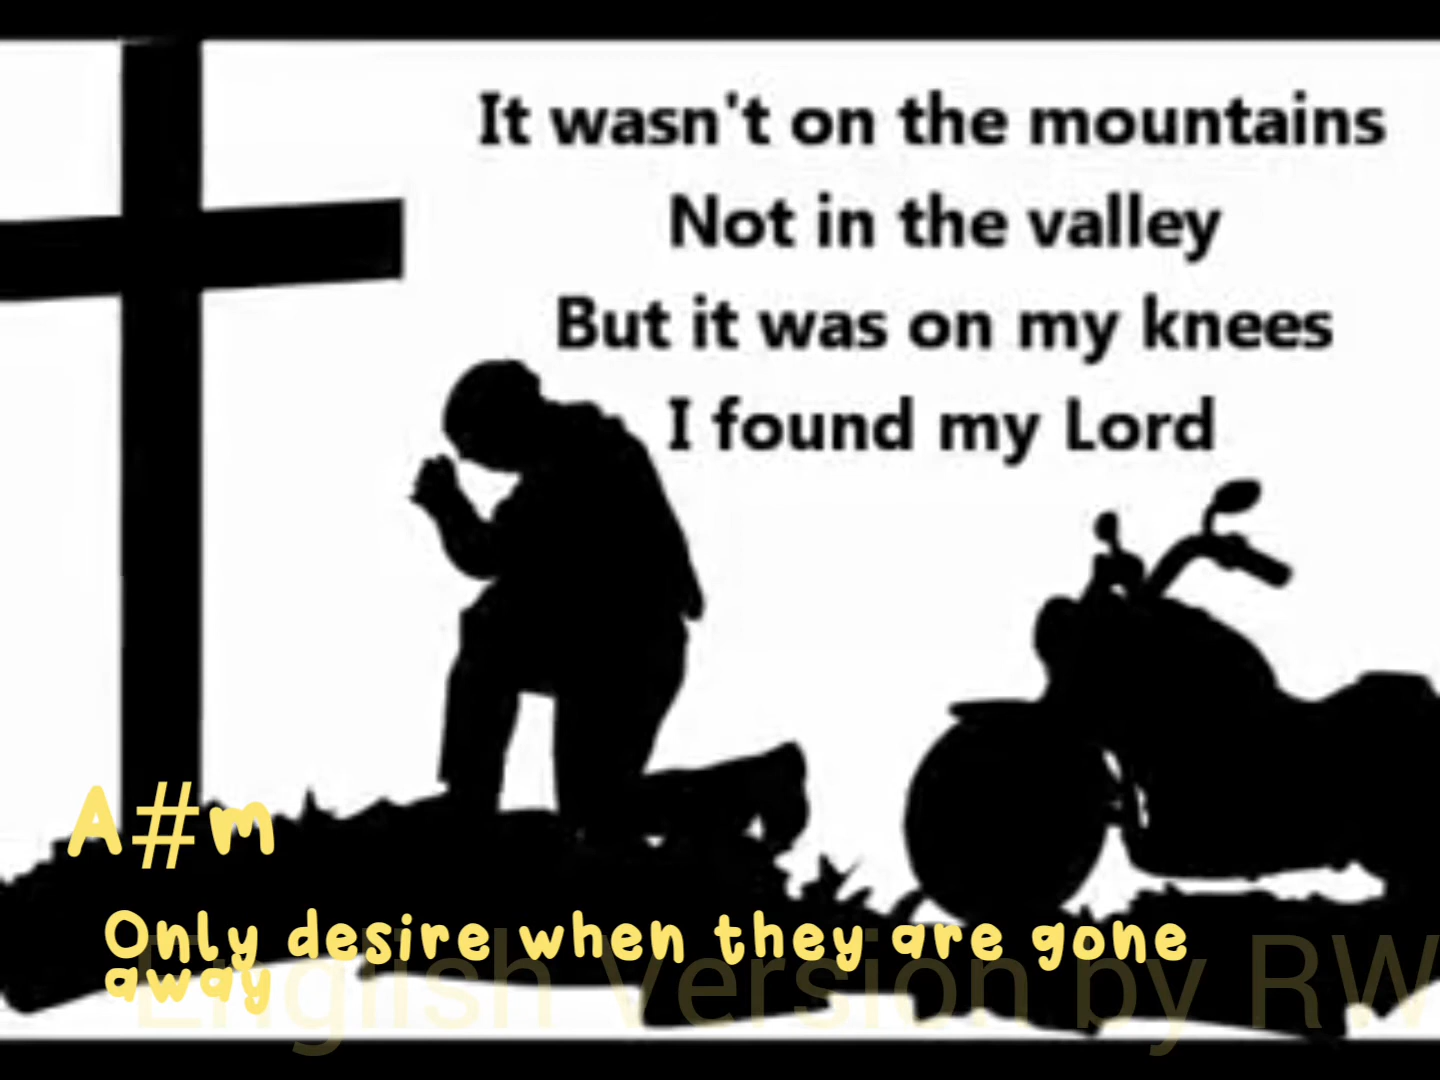 It wasn't on the mountains
Not in the valley
But it was on my knees
I found my Lord
A#m
Only desire when they are gone
away
English Version by RW